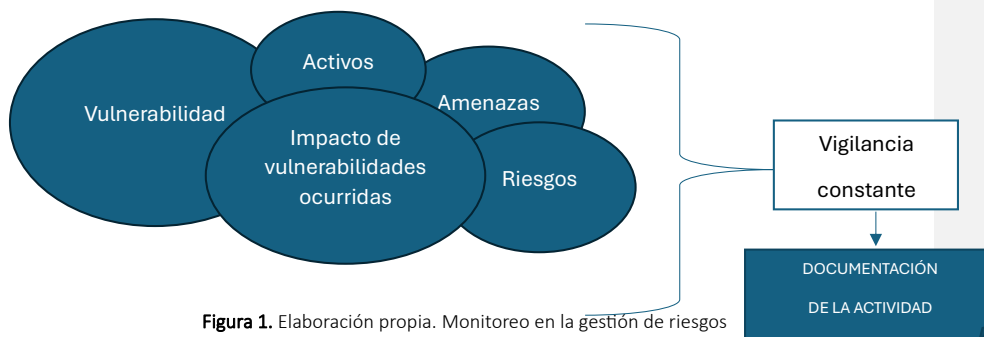 Vulnerabilidad
Activos
Amenazas
Impacto de
vulnerabilidades
ocurridas
Riesgos
Vigilancia
constante
DOCUMENTACIÓN
DE LA ACTIVIDAD
Figura 1. Elaboración propia. Monitoreo en la gestión de riesgos